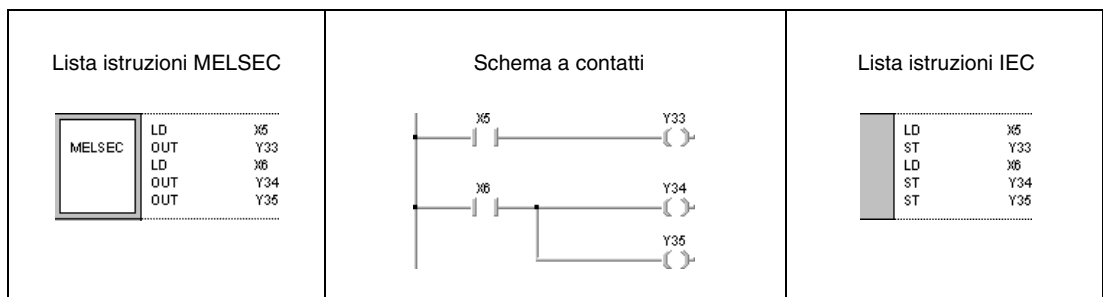 Lista istruzioni MELSEC
MELSEC
LD X5
OUT Y33
LD X6
OUT Y34
OUT Y35
Schema a contatti
X5 Y33
X6 Y34
Y35
Lista istruzioni IEC
LD X5
ST Y33
LD X6
ST Y34
ST Y35